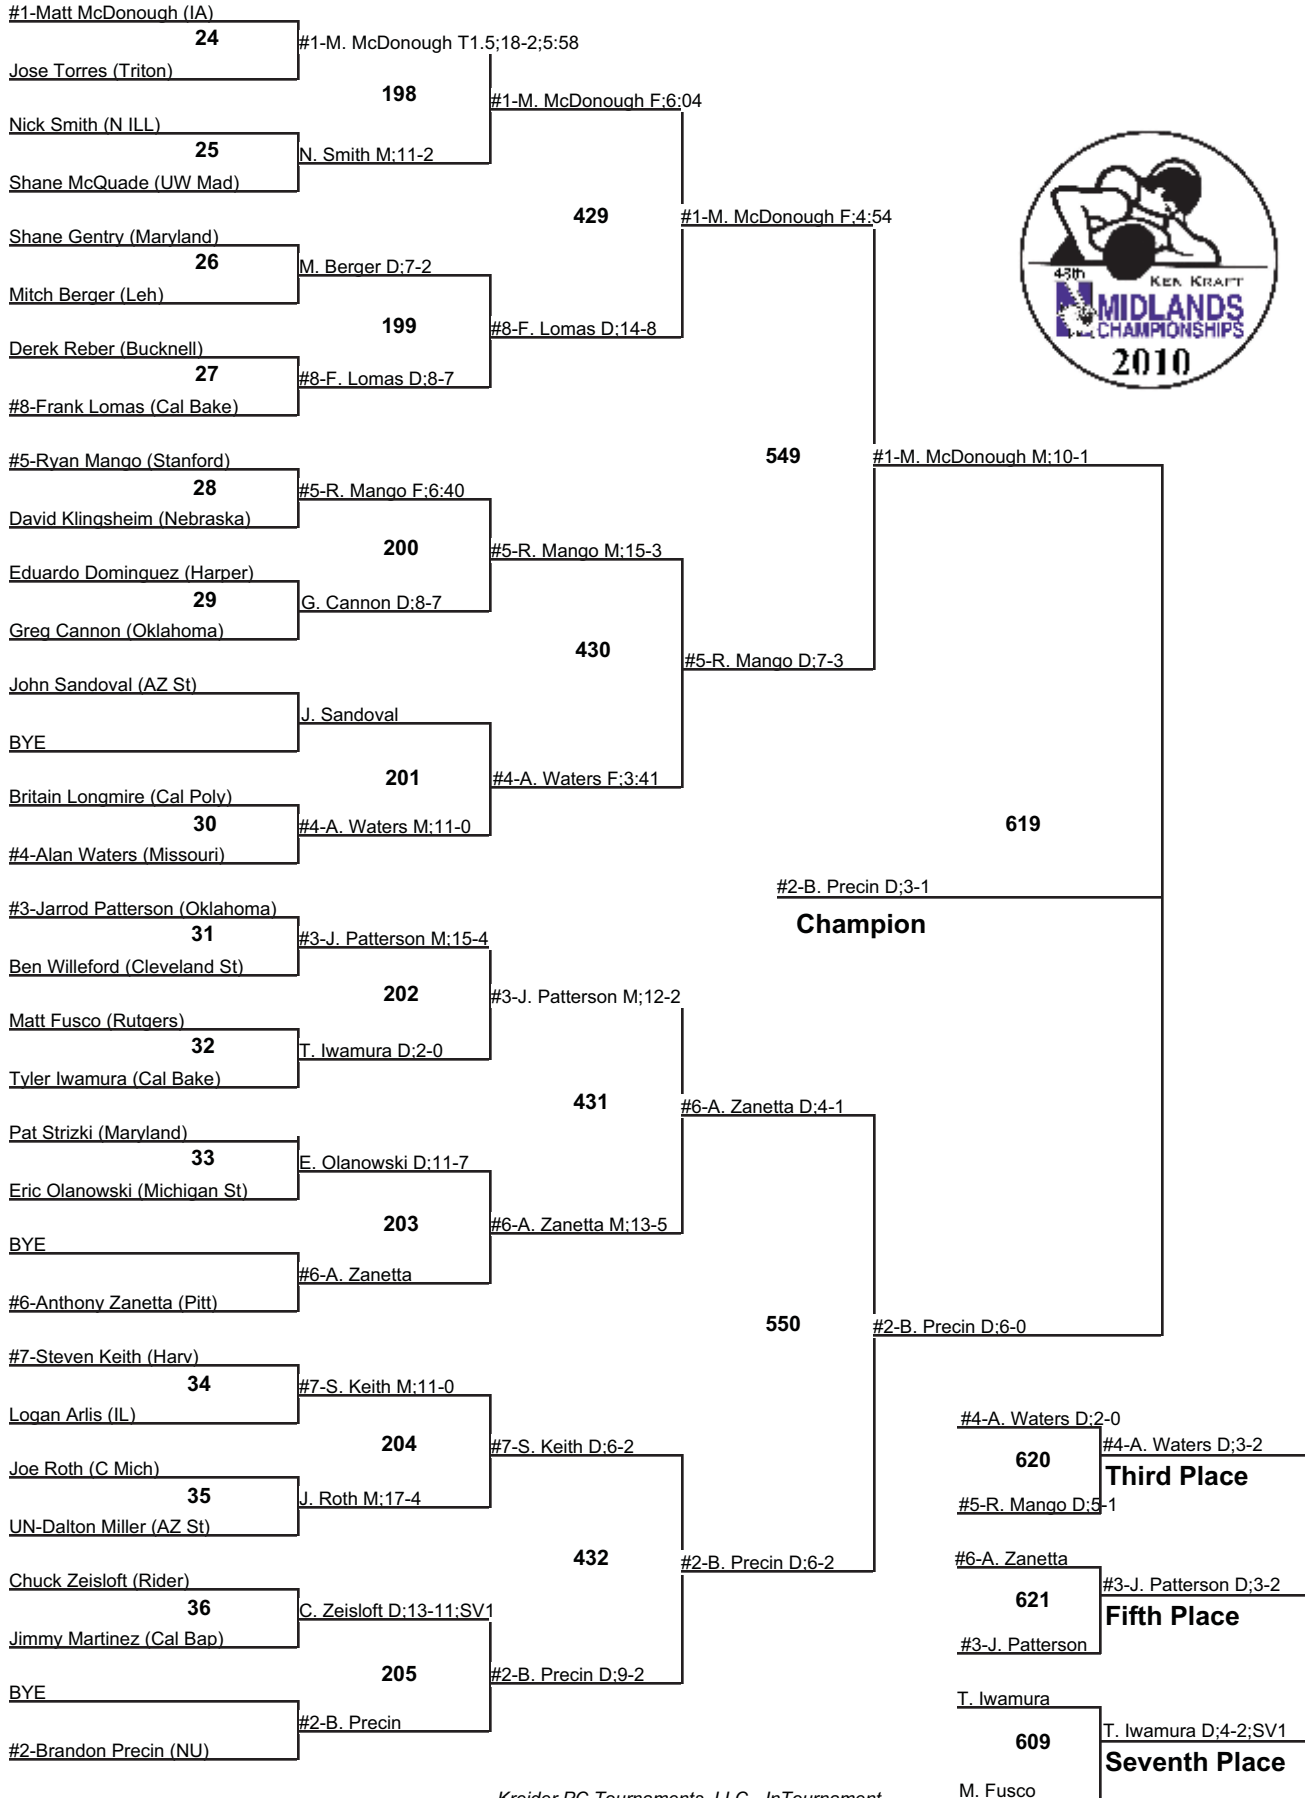 #1-Matt McDonough (IA)
24
#1-M. McDonough T1.5;18-2;5:58
Jose Torres (Triton)
198
#1-M. McDonough F;6:04
Nick Smith (N ILL)
25
N. Smith M;11-2
Shane McQuade (UW Mad)
429
#1-M. McDonough F;4:54
Shane Gentry (Maryland)
26
M. Berger D;7-2
Mitch Berger (Leh)
199
#8-F. Lomas D;14-8
Derek Reber (Bucknell)
27
#8-F. Lomas D;8-7
#8-Frank Lomas (Cal Bake)
48th
KEN KRAFT
MIDLANDS
CHAMPIONSHIPS
2010
549
#1-M. McDonough M;10-1
#5-Ryan Mango (Stanford)
28
#5-R. Mango F;6:40
David Klingsheim (Nebraska)
200
#5-R. Mango M;15-3
Eduardo Dominguez (Harper)
29
G. Cannon D;8-7
Greg Cannon (Oklahoma)
430
#5-R. Mango D;7-3
John Sandoval (AZ St)
J. Sandoval
BYE
201
#4-A. Waters F;3:41
Britain Longmire (Cal Poly)
30
#4-A. Waters M;11-0
#4-Alan Waters (Missouri)
619
#2-B. Precin D;3-1
Champion
#3-Jarrod Patterson (Oklahoma)
31
#3-J. Patterson M;15-4
Ben Willeford (Cleveland St)
202
#3-J. Patterson M;12-2
Matt Fusco (Rutgers)
32
T. Iwamura D;2-0
Tyler Iwamura (Cal Bake)
431
#6-A. Zanetta D;4-1
Pat Strizki (Maryland)
33
E. Olanowski D;11-7
Eric Olanowski (Michigan St)
203
#6-A. Zanetta M;13-5
BYE
#6-A. Zanetta
#6-Anthony Zanetta (Pitt)
550
#2-B. Precin D;6-0
#7-Steven Keith (Harv)
34
#7-S. Keith M;11-0
Logan Arlis (IL)
204
#7-S. Keith D;6-2
Joe Roth (C Mich)
35
J. Roth M;17-4
UN-Dalton Miller (AZ St)
432
#2-B. Precin D;6-2
Chuck Zeisloft (Rider)
36
C. Zeisloft D;13-11;SV1
Jimmy Martinez (Cal Bap)
205
#2-B. Precin D;9-2
BYE
#2-B. Precin
#2-Brandon Precin (NU)
#4-A. Waters D;2-0
620
#4-A. Waters D;3-2
Third Place
#5-R. Mango D;5-1
#6-A. Zanetta
621
#3-J. Patterson D;3-2
Fifth Place
#3-J. Patterson
T. Iwamura
609
T. Iwamura D;4-2;SV1
Seventh Place
M. Fusco
Kreider PC Tournaments, LLC - InTournament